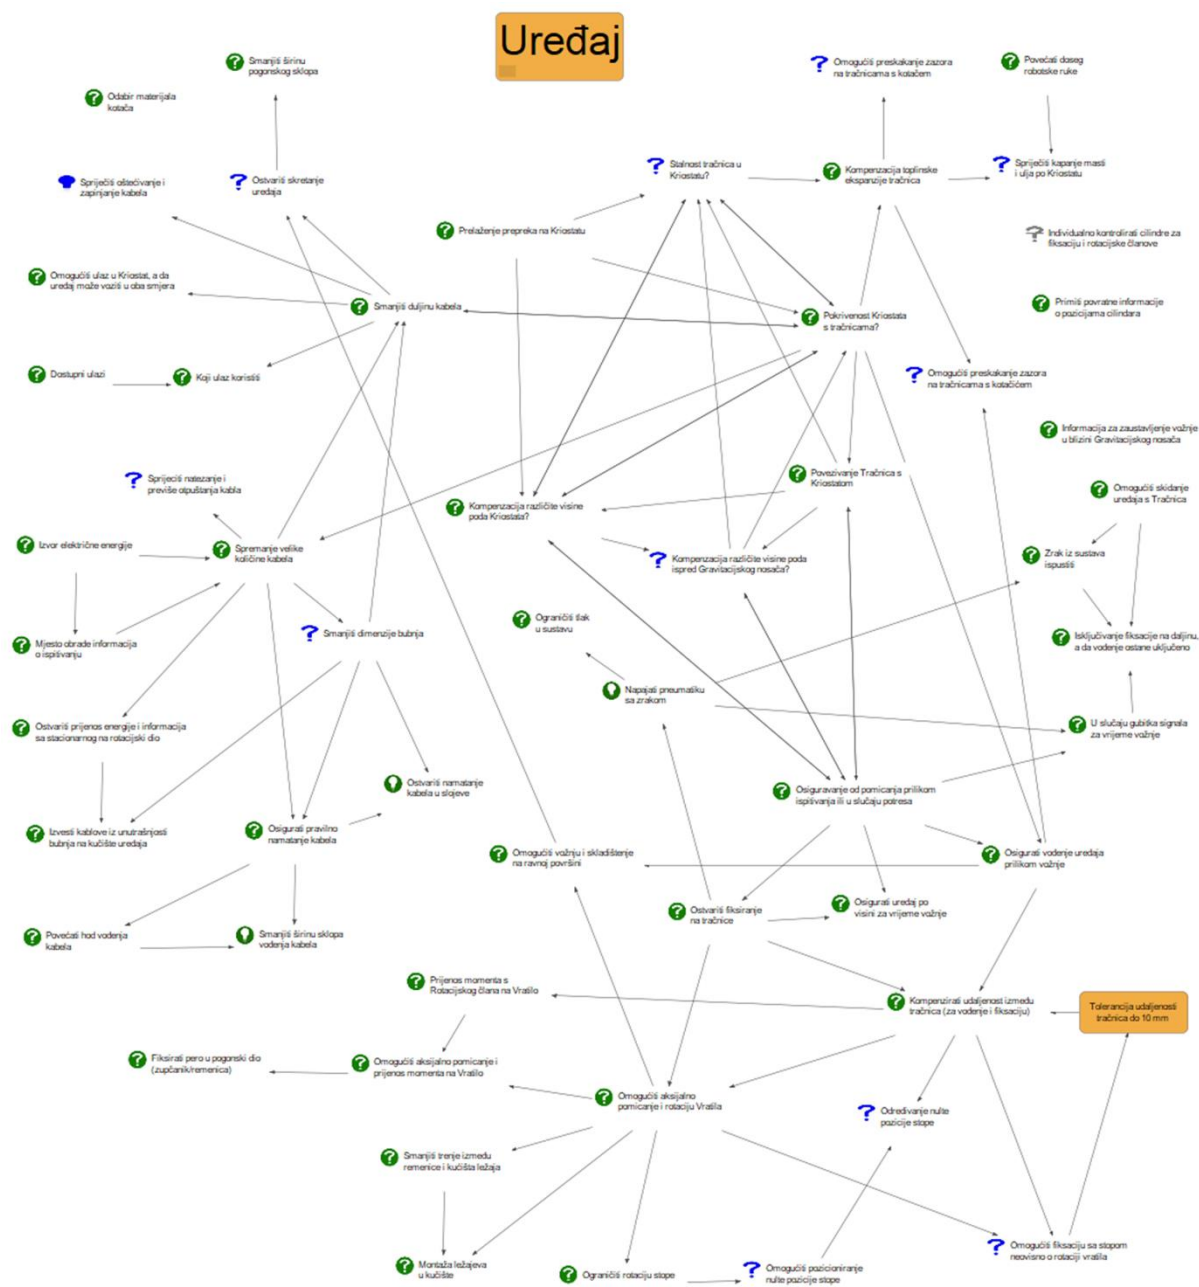 Uređaj
Smanjiti širinu
pogonskog sklopa
Omogućiti preskakanje zazora
na tračnicama s kotačem
Povećati doseg
robotske ruke
Odabir materijala
kotača
Spriječiti oštećivanje i
zapinjanje kabela
Ostvariti skretanje
uređaja
Stalnost tračnica u
Kriostatu?
Kompenzacija toplinske
ekspanzije tračnica
Spriječiti kapanje masti
i ulja po Kriostatu
Prelaženje prepreka na Kriostatu
Individualno kontrolirati cilindre za
fiksaciju i rotacijske članove
Omogućiti ulaz u Kriostat, a da
uređaj može voziti u oba smjera
Smanjiti duljinu kabela
Pokrivenost Kriostata
s tračnicama?
Primiti povratne informacije
o pozicijama cilindara
Dostupni ulazi
Koji ulaz koristiti
Omogućiti preskakanje zazora
na tračnicama s kotačićem
Informacija za zaustavljenje vožnje
u blizini Gravitacijskog nosača
Spriječiti natezanje i
previše otpuštanja kabla
Povezivanje Tračnica s
Kriostatom
Omogućiti skidanje
uređaja s Tračnica
Kompenzacija različite visine
poda Kriostata?
Izvor električne energije
Spremanje velike
količine kabela
Kompenzacija različite visine poda
ispred Gravitacijskog nosača?
Zrak iz sustava
ispustiti
Ograničiti tlak
u sustavu
Mjesto obrade informacija
o ispitivanju
Smanjiti dimenzije bubnja
Isključivanje fiksacije na daljinu,
a da vođenje ostane uključeno
Napajati pneumatiku
sa zrakom
Ostvariti prijenos energije i informacija
sa stacionarnog na rotacijski dio
U slučaju gubitka signala
za vrijeme vožnje
Ostvariti namatanje
kabela u slojeve
Osiguravanje od pomicanja prilikom
ispitivanja ili u slučaju potresa
Izvesti kablove iz unutrašnjosti
bubnja na kućište uređaja
Osigurati pravilno
namatanje kabela
Omogućiti vožnju i skladištenje
na ravnoj površini
Osigurati vođenje uređaja
prilikom vožnje
Ostvariti fiksiranje
na tračnice
Osigurati uređaj po
visini za vrijeme vožnje
Povećati hod vođenja
kabela
Smanjiti širinu sklopa
vođenja kabela
Prijenos momenta s
Rotacijskog člana na Vratilo
Kompenzirati udaljenost između
tračnica (za vođenje i fiksaciju)
Tolerancija udaljenosti
tračnica do 10 mm
Fiksirati pero u pogonski dio
(zupčanik/remenica)
Omogućiti aksijalno pomicanje i
prijenos momenta na Vratilo
Omogućiti aksijalno
pomicanje i rotaciju Vratila
Određivanje nulte
pozicije stope
Smanjiti trenje između
remenice i kućišta ležaja
Omogućiti fiksaciju sa stopom
neovisno o rotaciji vratila
Montaža ležajeva
u kućište
Ograničiti rotaciju stope
Omogućiti pozicioniranje
nulte pozicije stope